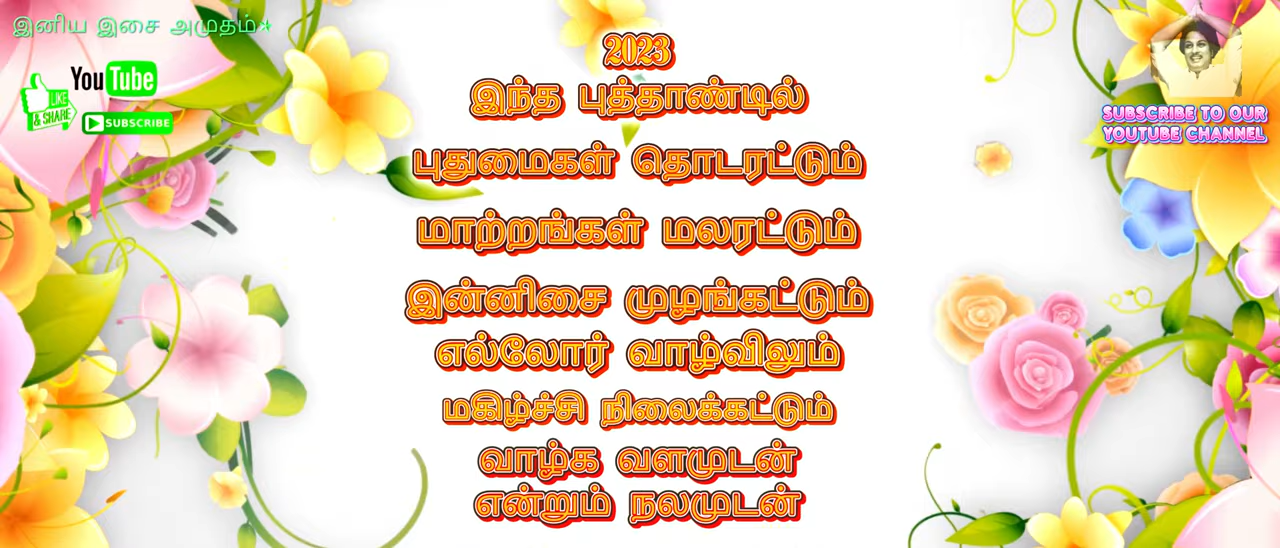 இனிய இசை அமுதம்★
YouTube
LIKE
& SHARE
SUBSCRIBE
SUBSCRIBE TO OUR
YOUTUBE CHANNEL
2023
இந்த புத்தாண்டில்
புதுமைகள் தொடரட்டும்
மாற்றங்கள் மலரட்டும்
இன்னிசை முழங்கட்டும்
எல்லோர் வாழ்விலும்
மகிழ்ச்சி நிலைக்கட்டும்
வாழ்க வளமுடன்
என்றும் நலமுடன்